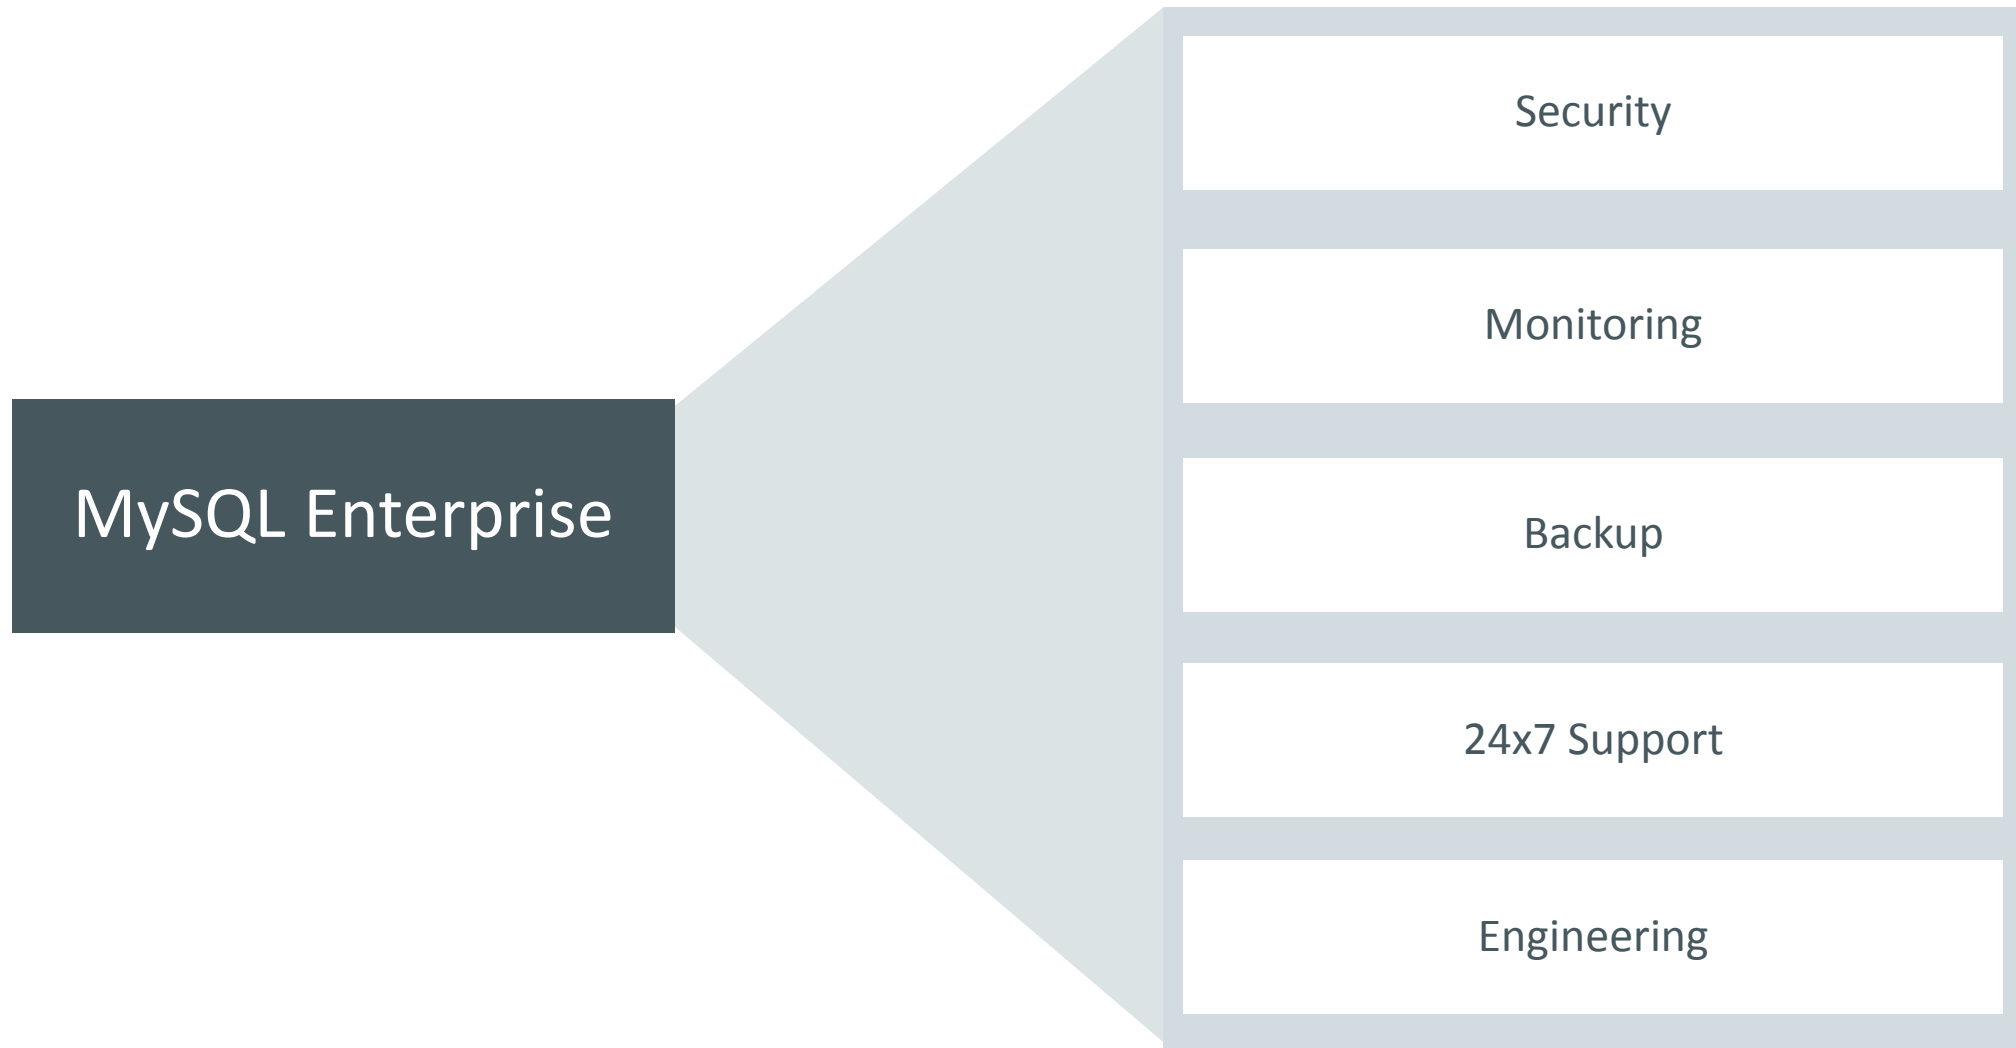 MySQL Enterprise
Security
Monitoring
Backup
24x7 Support
Engineering